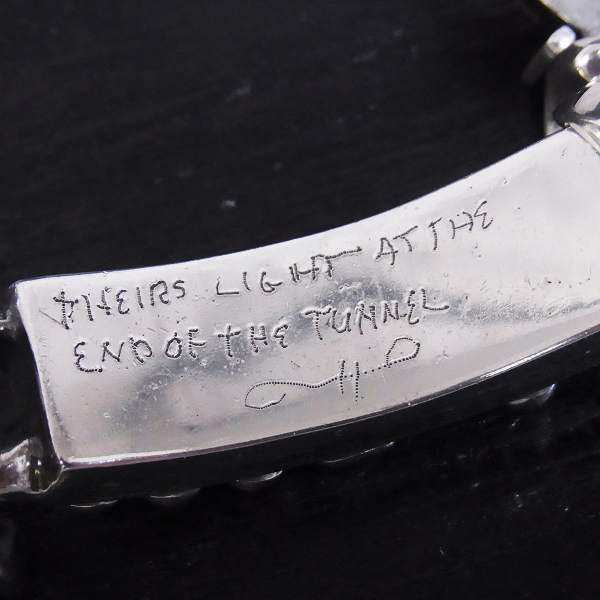 THEIRS LIGHT AT THE
END OF THE TUNNEL